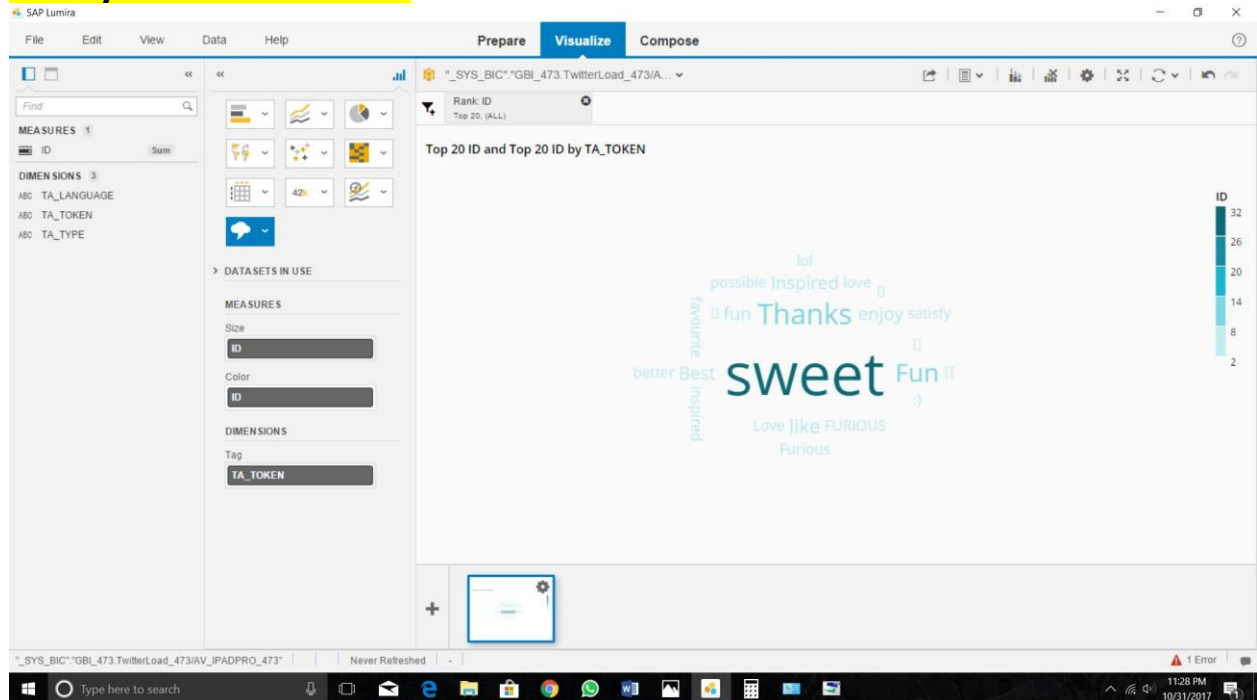 SAP Lumira
File Edit View Data Help
Prepare Visualize Compose
"_SYS_BIC"."GBI_473.TwitterLoad_473/A...
Find
MEASURES 1
ID Sum
DIMENSIONS 3
ABC TA_LANGUAGE
ABC TA_TOKEN
ABC TA_TYPE
42
> DATASETS IN USE
MEASURES
Size
ID
Color
ID
DIMENSIONS
Tag
TA_TOKEN
Rank: ID
Top 20, (ALL)
Top 20 ID and Top 20 ID by TA_TOKEN
lol
possible Inspired love
favourite
fun Thanks enjoy satisfy
better Best sweet Fun
inspired
:)
Love like FURIOUS
Furious
ID
32
26
20
14
8
2
"_SYS_BIC"."GBI_473.TwitterLoad_473/AV_IPADPRO_473"
Never Refreshed
-
1 Error
Type here to search
11:28 PM
10/31/2017